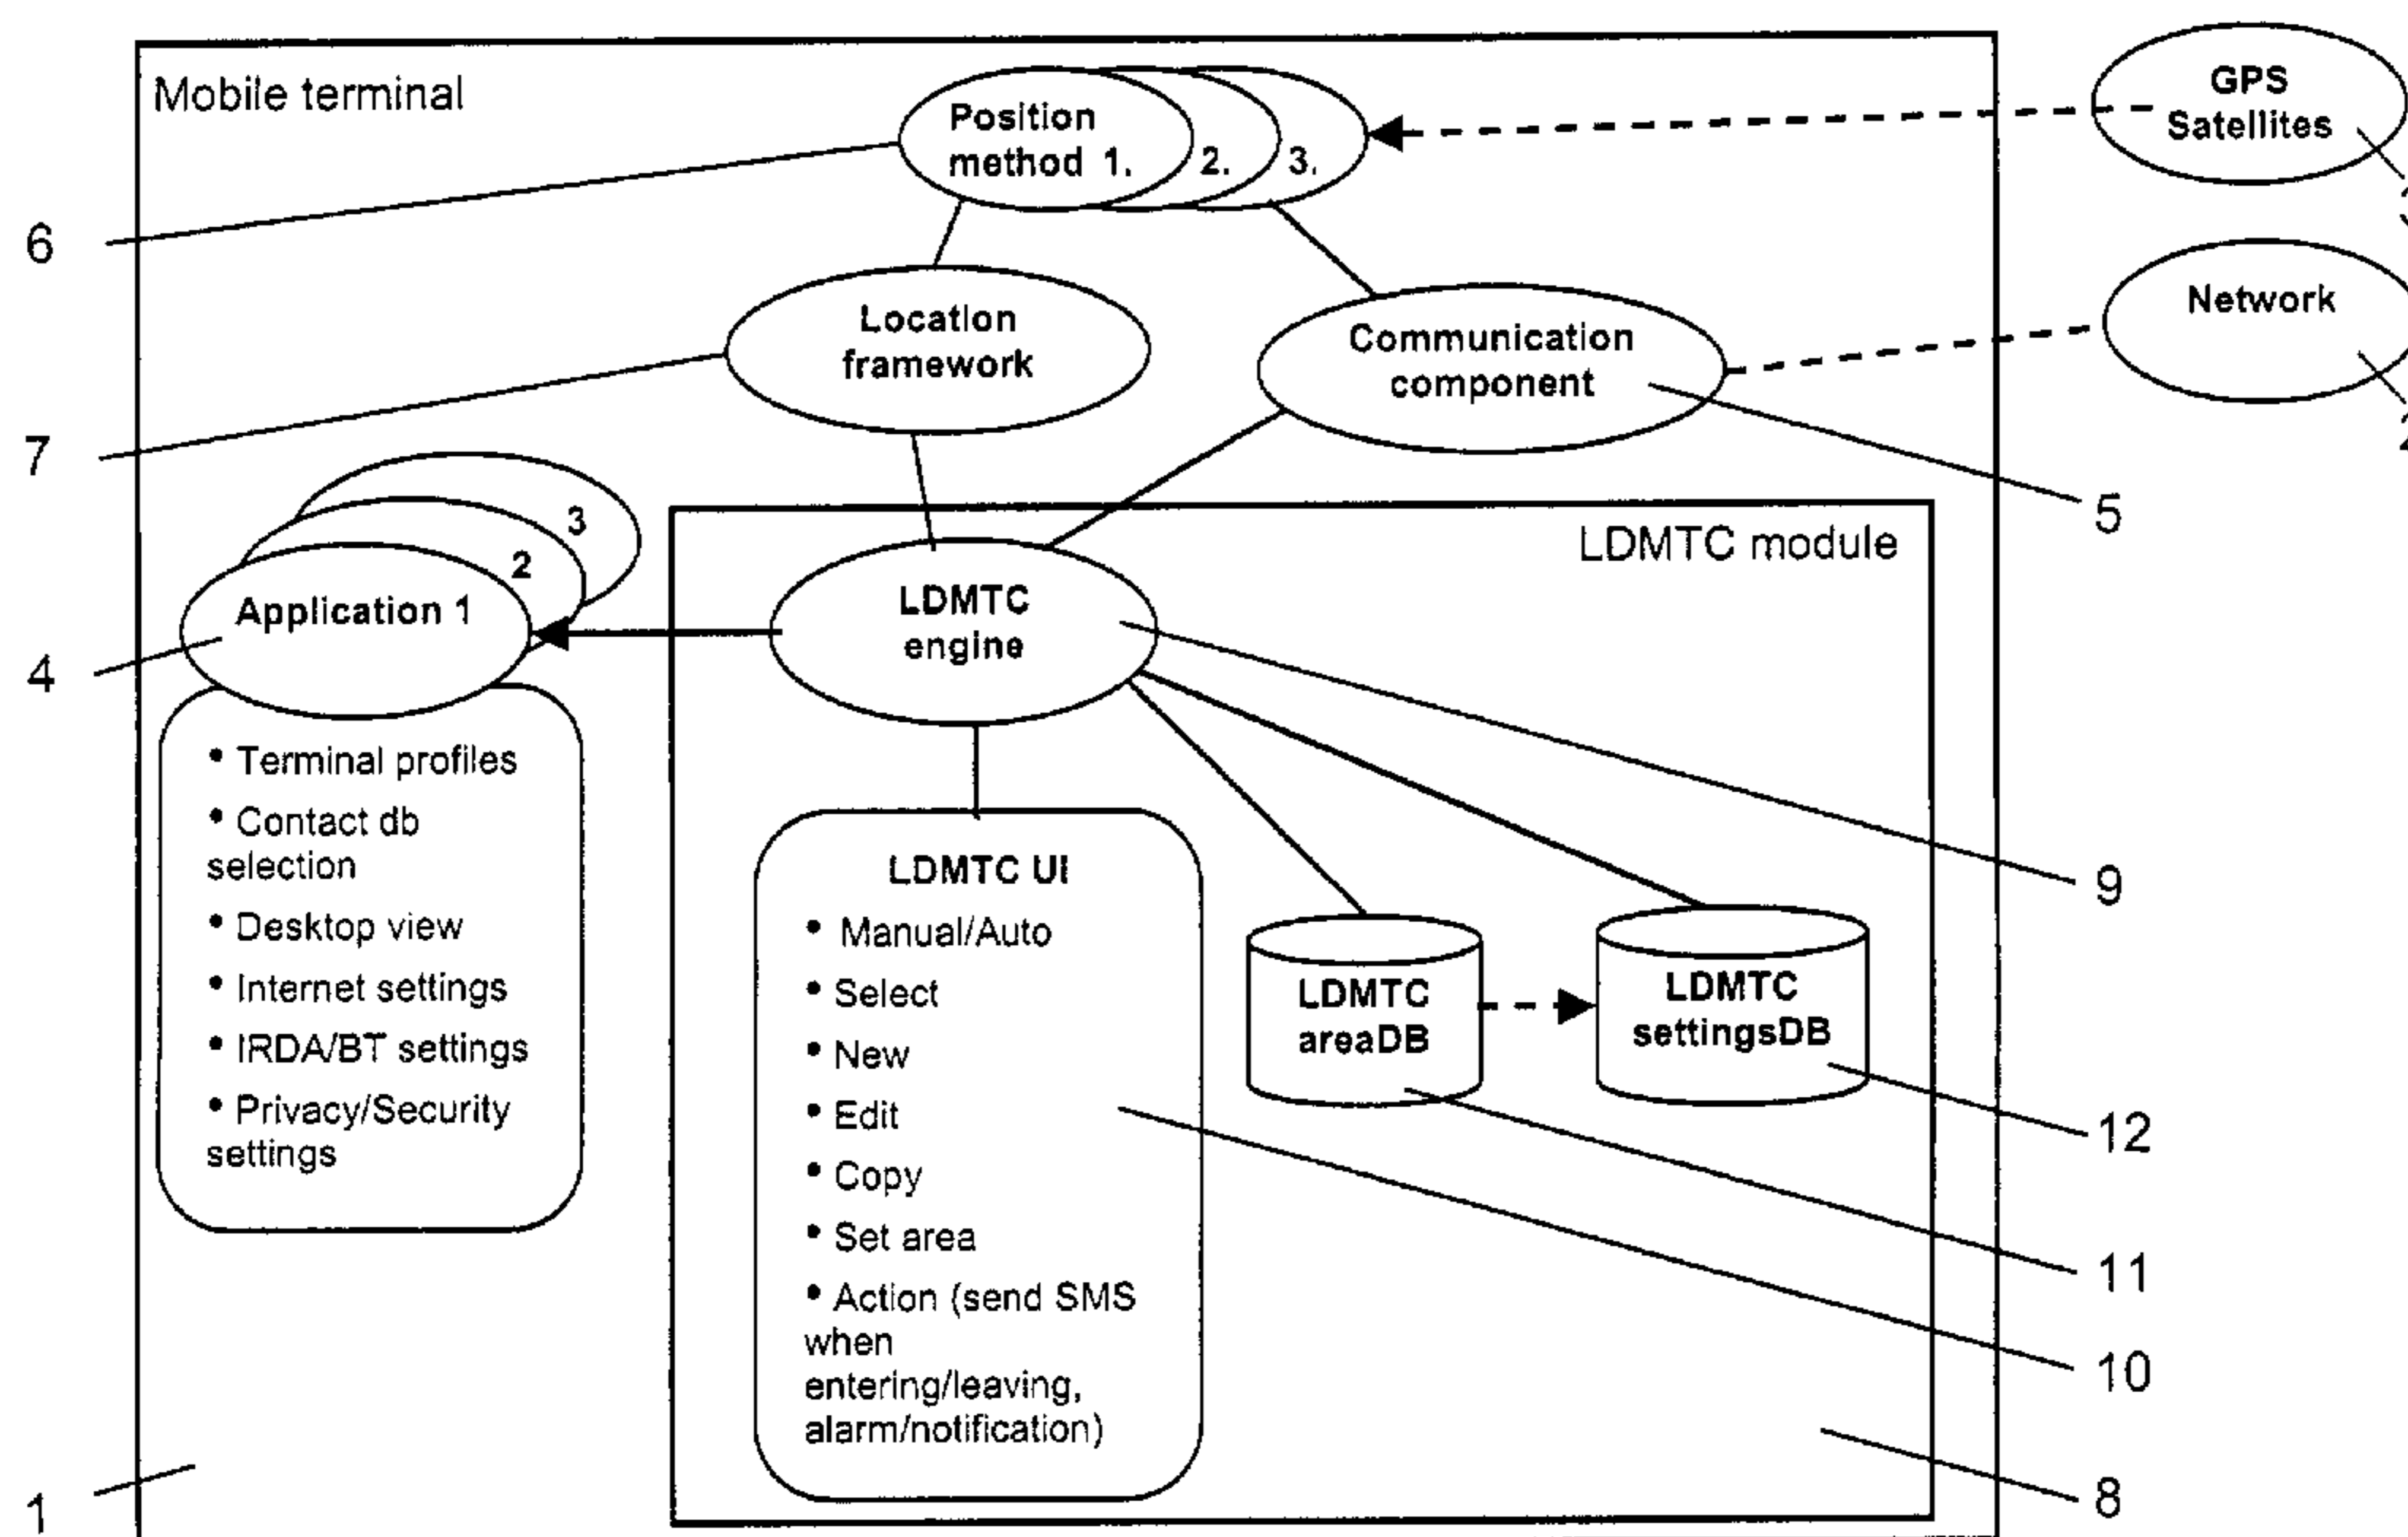 Mobile terminal
Position
method 1.
2.
3.
GPS
Satellites
6
Network
Location
framework
Communication
component
7
5
LDMTC module
3
2
Application 1
LDMTC
engine
4
• Terminal profiles
• Contact db
selection
• Desktop view
• Internet settings
• IRDA/BT settings
• Privacy/Security
settings
LDMTC UI
• Manual/Auto
• Select
• New
• Edit
• Copy
• Set area
• Action (send SMS
when
entering/leaving,
alarm/notification)
LDMTC
areaDB
LDMTC
settingsDB
9
12
11
10
8
1